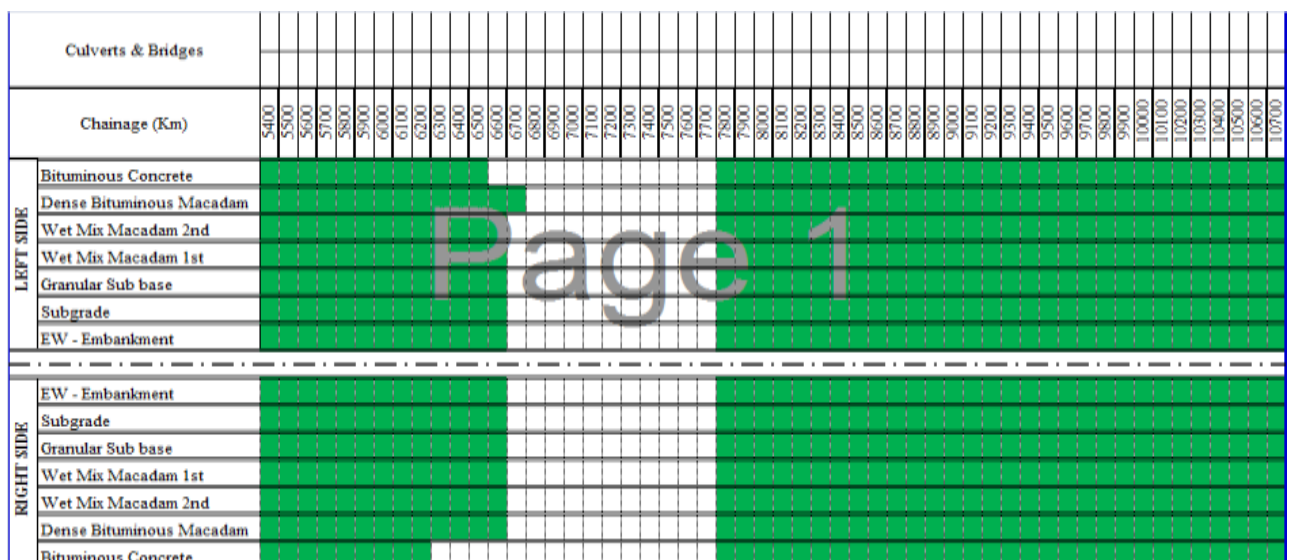 Culverts & Bridges
Chainage (Km)
5400 5500 5600 5700 5800 5900 6000 6100 6200 6300 6400 6500 6600 6700 6800 6900 7000 7100 7200 7300 7400 7500 7600 7700 7800 7900 8000 8100 8200 8300 8400 8500 8600 8700 8800 8900 9000 9100 9200 9300 9400 9500 9600 9700 9800 9900 10000 10100 10200 10300 10400 10500 10600 10700
LEFT SIDE
Bituminous Concrete
Dense Bituminous Macadam
Wet Mix Macadam 2nd
Wet Mix Macadam 1st
Granular Sub base
Subgrade
EW - Embankment
Page 1
RIGHT SIDE
EW - Embankment
Subgrade
Granular Sub base
Wet Mix Macadam 1st
Wet Mix Macadam 2nd
Dense Bituminous Macadam
Bituminous Concrete